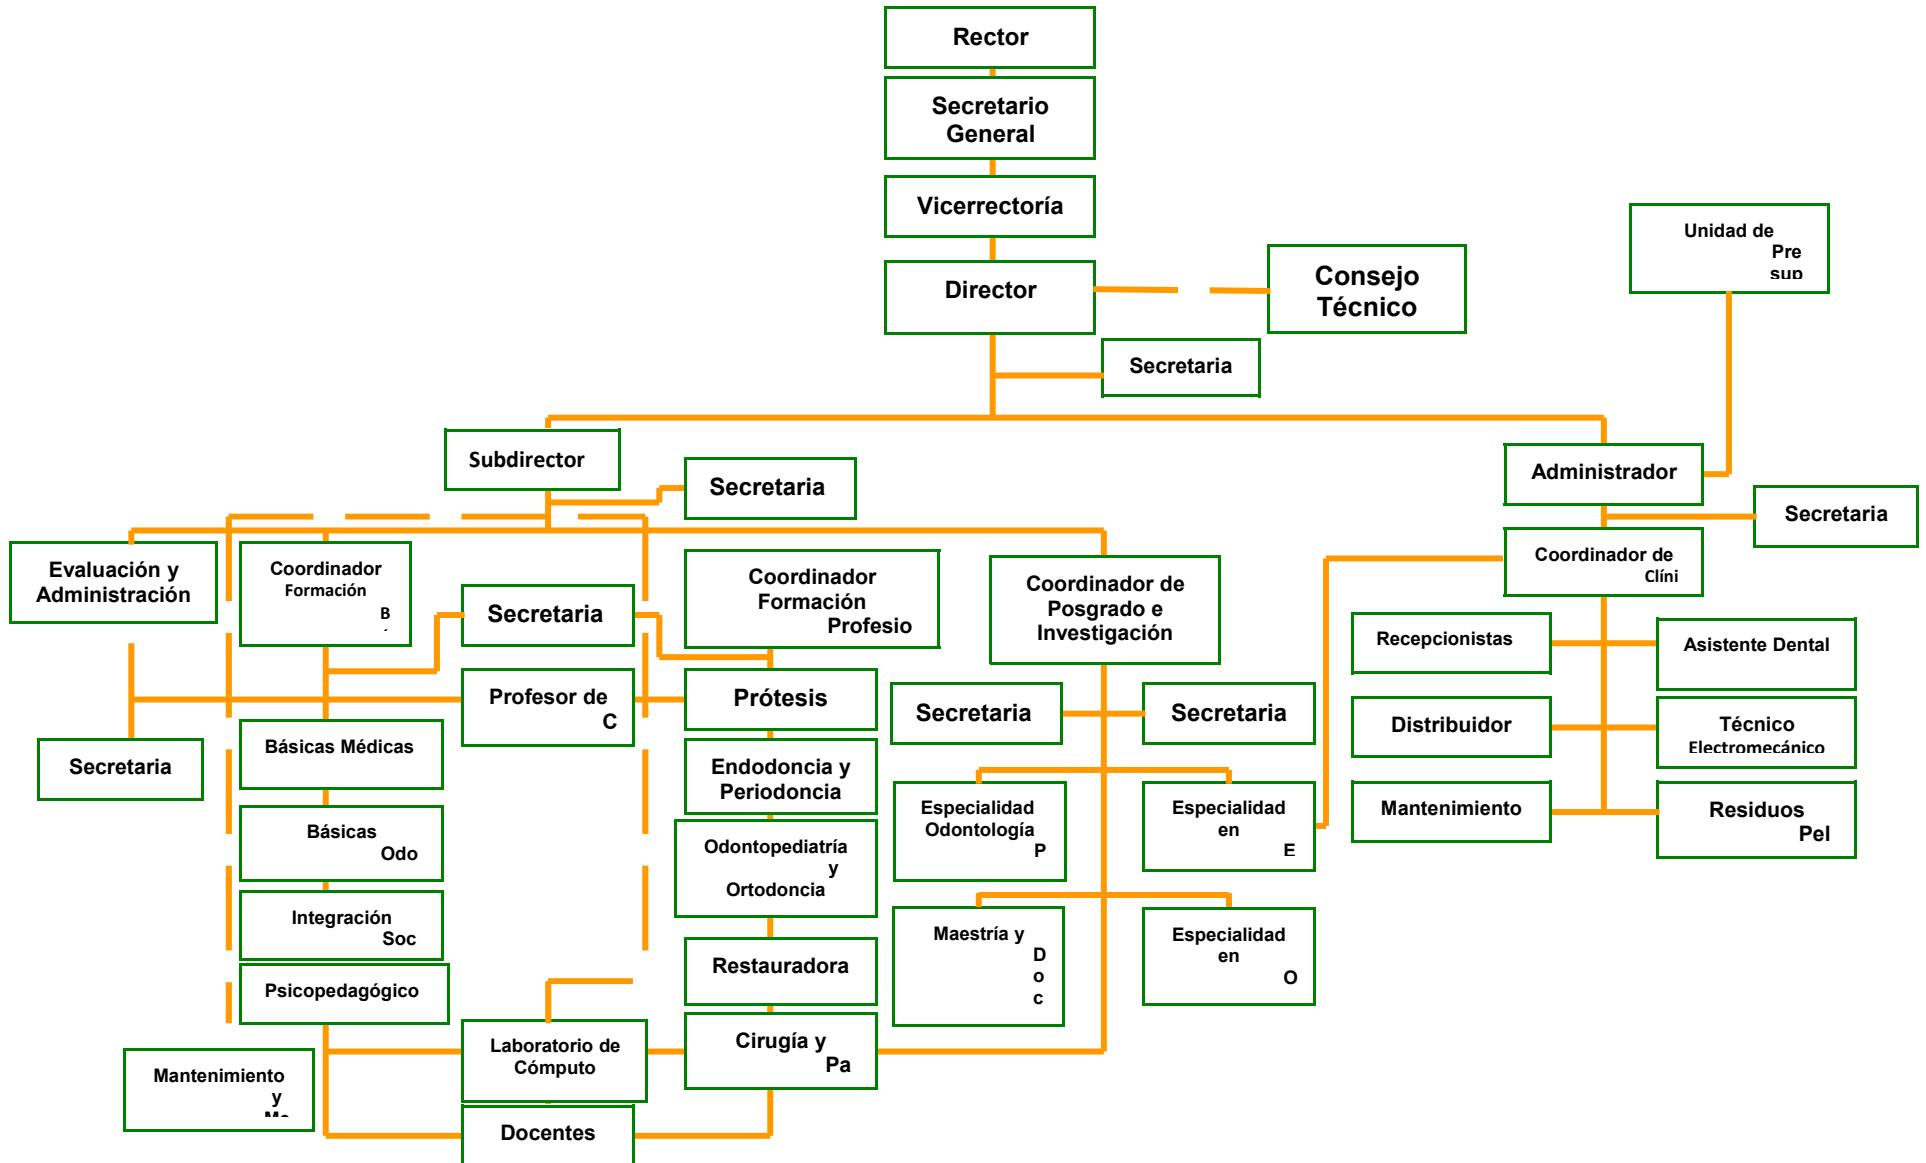 Rector
Secretario
General
Vicerrectoría
Unidad de
Pre
sup
Director
Consejo
Técnico
Secretaria
Subdirector
Secretaria
Administrador
Secretaria
Evaluación y
Administración
Coordinador
Formación
B
Secretaria
Coordinador
Formación
Profesio
Coordinador de
Posgrado e
Investigación
Coordinador de
Clíni
Recepcionistas
Asistente Dental
Profesor de
C
Prótesis
Secretaria
Secretaria
Distribuidor
Técnico
Electromecánico
Secretaria
Básicas Médicas
Endodoncia y
Periodoncia
Especialidad
Odontología
P
Especialidad
en
E
Mantenimiento
Residuos
Pel
Básicas
Odo
Odontopediatría
y
Ortodoncia
Integración
Soc
Maestría y
D
o
c
Especialidad
en
O
Psicopedagógico
Restauradora
Laboratorio de
Cómputo
Cirugía y
Pa
Mantenimiento
y
Docentes